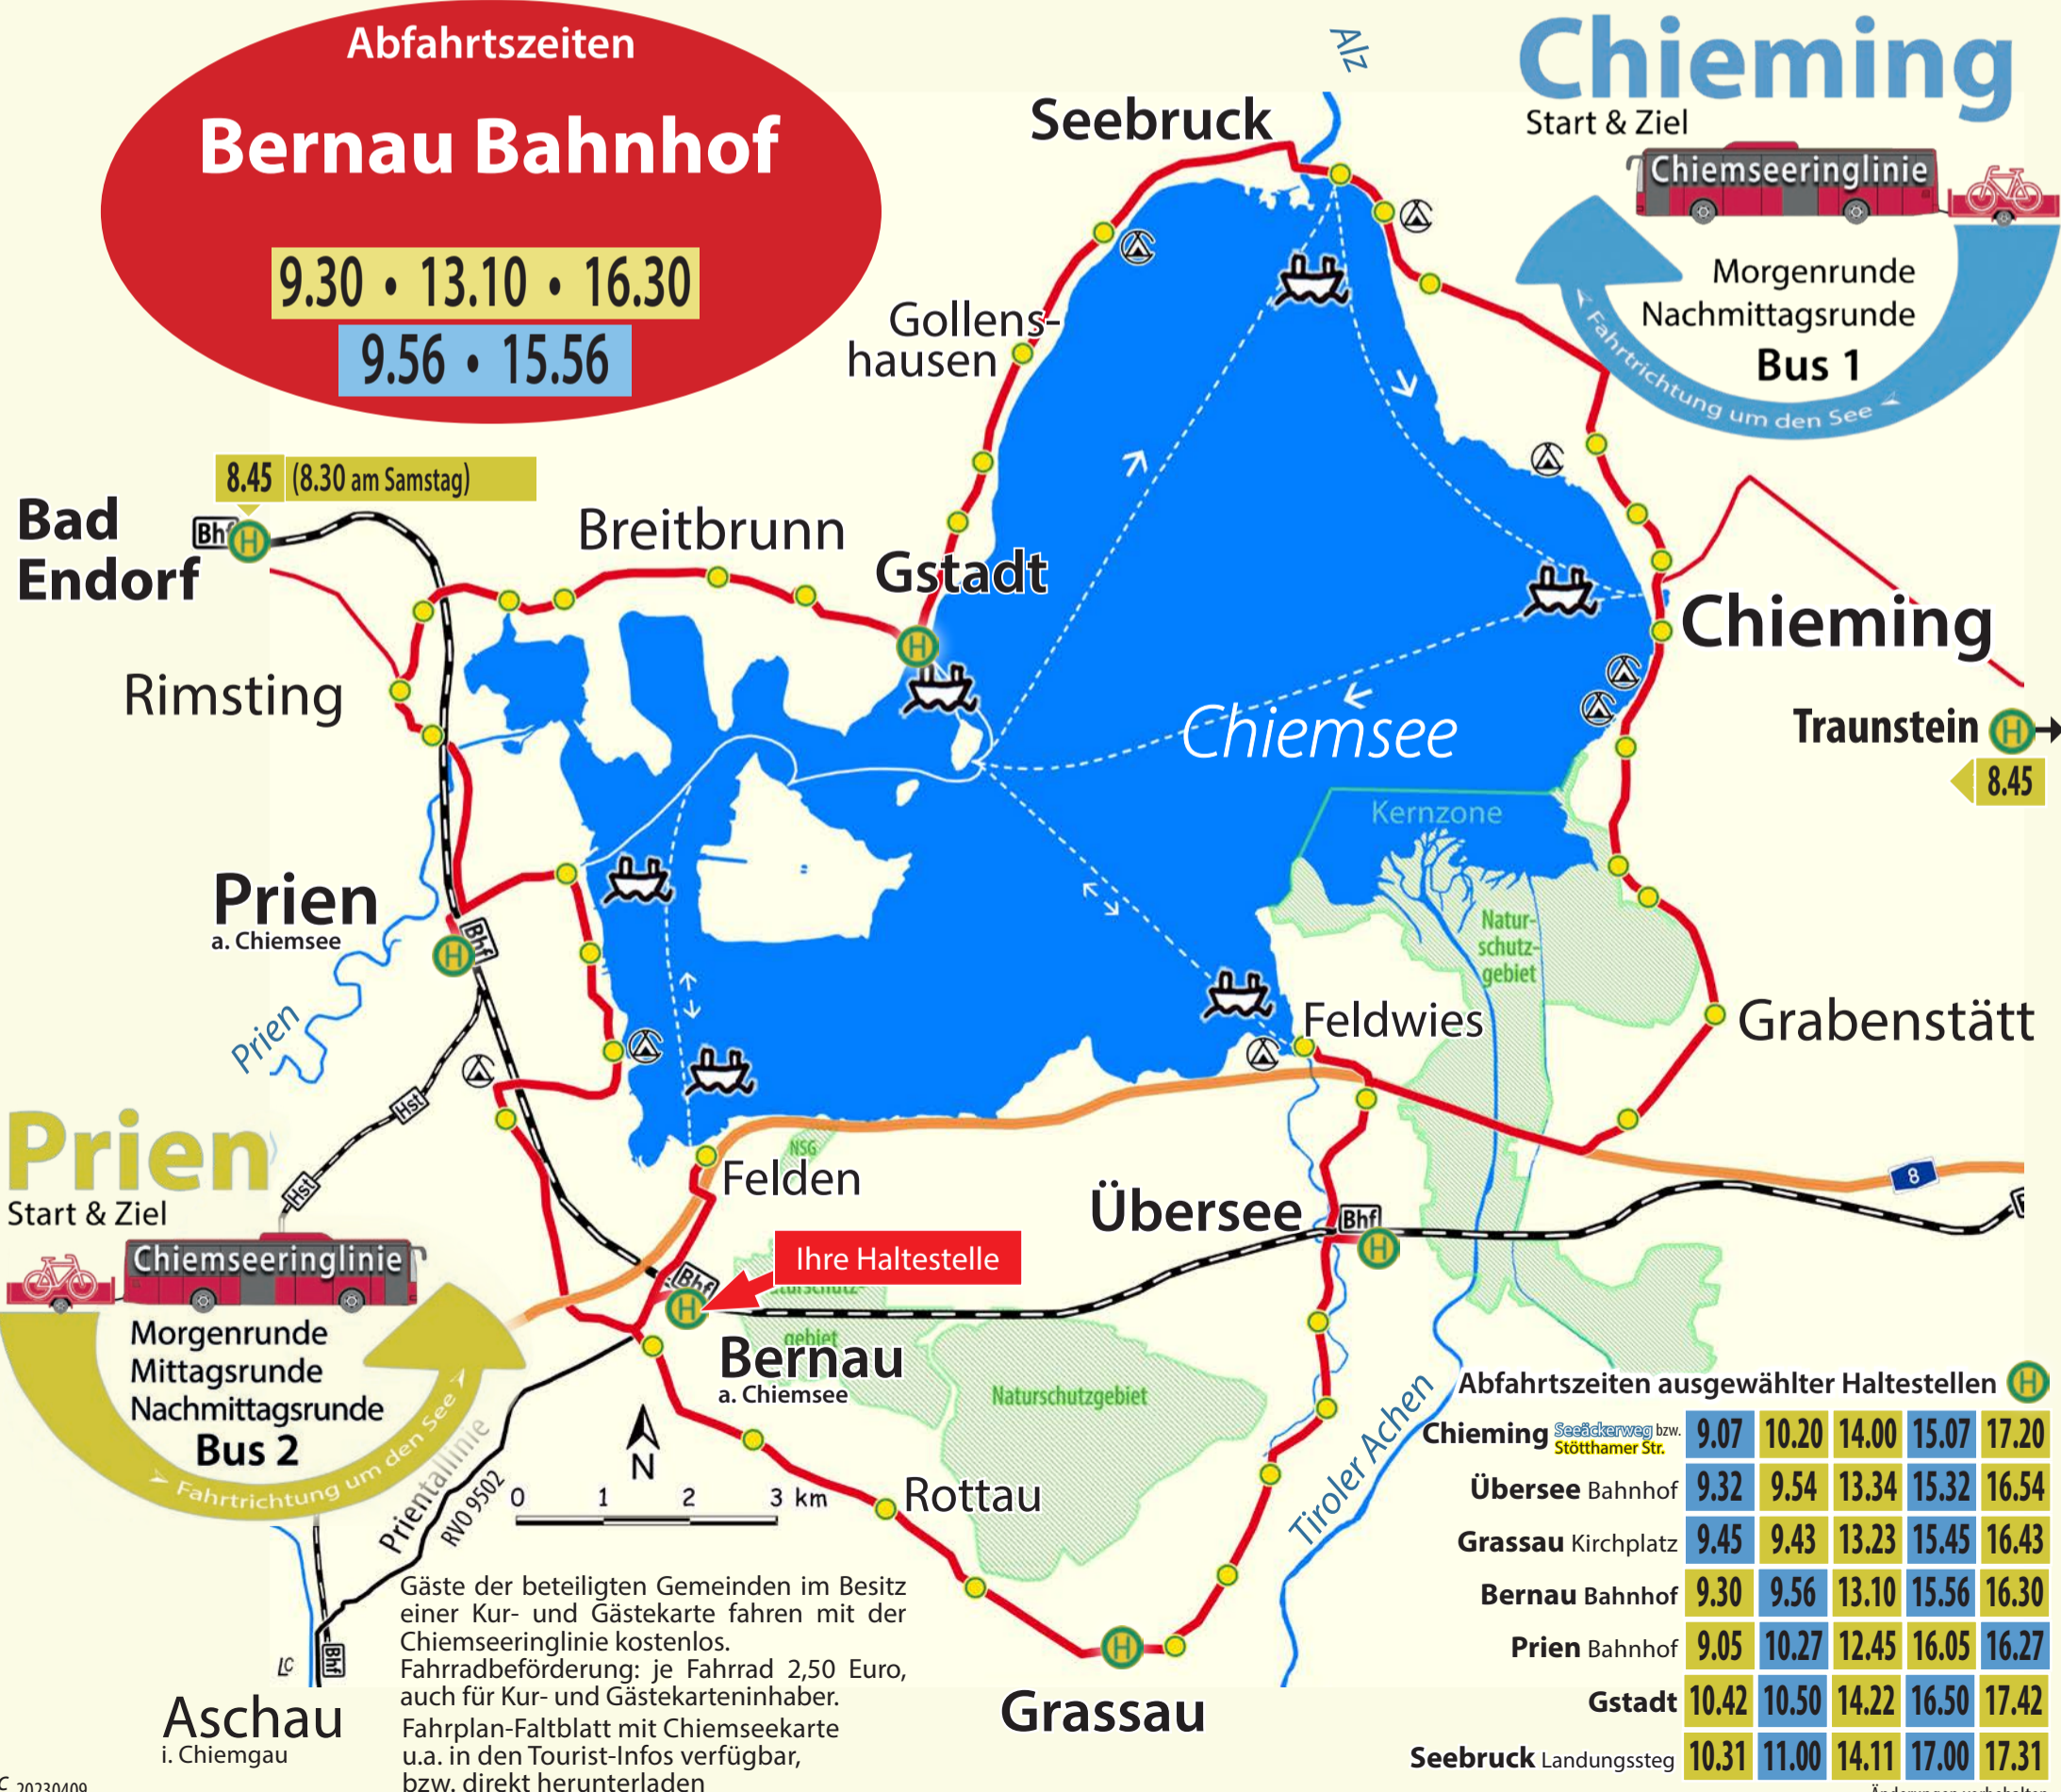 Abfahrtszeiten
Bernau Bahnhof
9.30 • 13.10 • 16.30
9.56 • 15.56
Chieming
Start & Ziel
Chiemseeringlinie
Morgenrunde
Nachmittagsrunde
Bus 1
Fahrtrichtung um den See
Alz
Seebruck
Gollens-
hausen
8.45 (8.30 am Samstag)
Bad
Endorf
Bhf
H
Breitbrunn
Gstadt
H
Rimsting
Chieming
Chiemsee
Traunstein H
8.45
Kernzone
Prien
a. Chiemsee
Bhf
H
Natur-
schutz-
gebiet
Prien
Feldwies
Grabenstätt
Hst
Hst
NSG
Felden
8
Übersee
Bhf
H
Prien
Start & Ziel
Chiemseeringlinie
Morgenrunde
Mittagsrunde
Nachmittagsrunde
Bus 2
Fahrtrichtung um den See
Ihre Haltestelle
Bhf
H
gebiet
Bernau
a. Chiemsee
Naturschutzgebiet
N
0 1 2 3 km
Prientallinie
RVO 9502
Rottau
Tiroler Achen
H
Grassau
Bhf
LC
Aschau
i. Chiemgau
Gäste der beteiligten Gemeinden im Besitz
einer Kur- und Gästekarte fahren mit der
Chiemseeringlinie kostenlos.
Fahrradbeförderung: je Fahrrad 2,50 Euro,
auch für Kur- und Gästekarteninhaber.
Fahrplan-Faltblatt mit Chiemseekarte
u.a. in den Tourist-Infos verfügbar,
bzw. direkt herunterladen
Abfahrtszeiten ausgewählter Haltestellen H
Chieming Seeäckerweg bzw. Stötthamer Str. 9.07 10.20 14.00 15.07 17.20
Übersee Bahnhof 9.32 9.54 13.34 15.32 16.54
Grassau Kirchplatz 9.45 9.43 13.23 15.45 16.43
Bernau Bahnhof 9.30 9.56 13.10 15.56 16.30
Prien Bahnhof 9.05 10.27 12.45 16.05 16.27
Gstadt 10.42 10.50 14.22 16.50 17.42
Seebruck Landungssteg 10.31 11.00 14.11 17.00 17.31
20230409